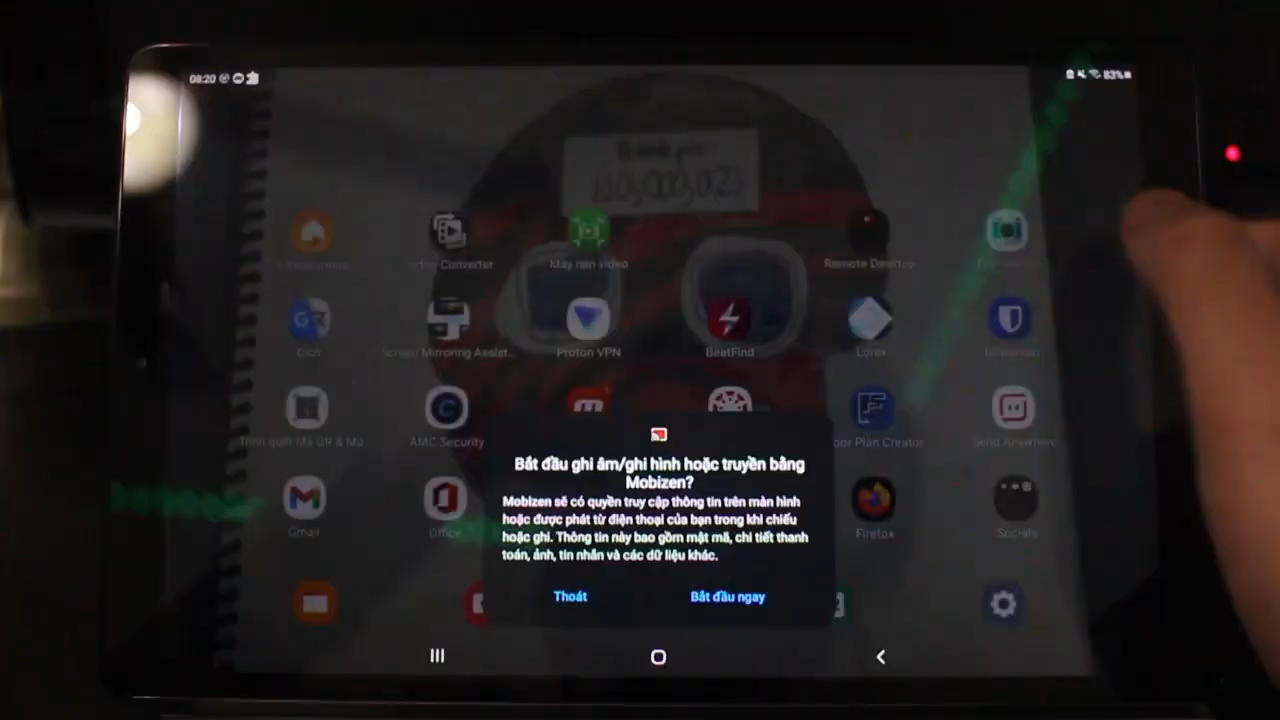 08:20
83%
Máy nén video
Remote Desktop
Dịch
Screen Mirroring Assist...
Proton VPN
BeatFind
Lorex
Bitwarden
Trình quét Mã QR & Mã
AMC Security
oor Plan Creator
Send Anywhere
Bắt đầu ghi âm/ghi hình hoặc truyền bằng
Mobizen?
Mobizen sẽ có quyền truy cập thông tin trên màn hình
hoặc được phát từ điện thoại của bạn trong khi chiếu
hoặc ghi. Thông tin này bao gồm mật mã, chi tiết thanh
toán, ảnh, tin nhắn và các dữ liệu khác.
Gmail
Office
Firefox
Socials
Thoát
Bắt đầu ngay